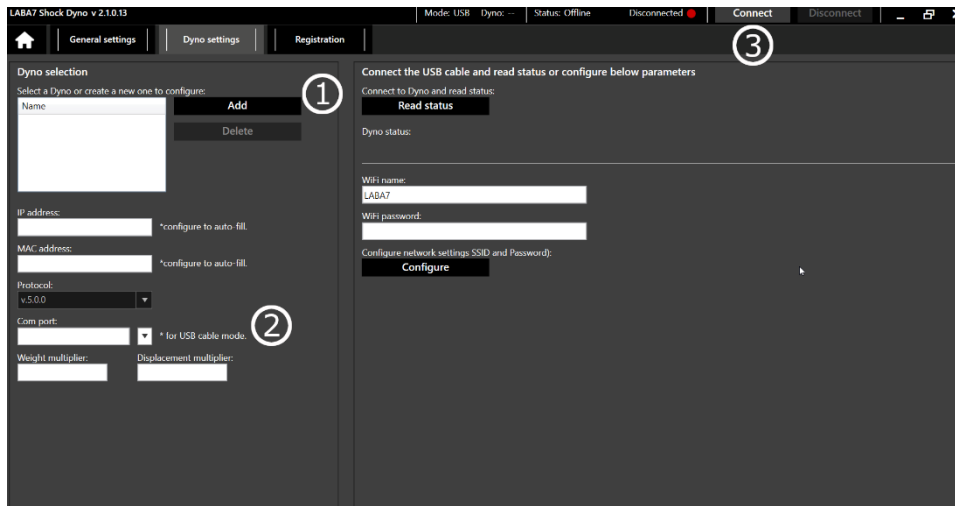 LABA7 Shock Dyno v 2.1.0.13
Mode: USB Dyno: -- Status: Offline Disconnected Connect Disconnect
General settings Dyno settings Registration
3
Dyno selection
Select a Dyno or create a new one to configure:
Name
Add
1
Delete
IP address:
*configure to auto-fill.
MAC address:
*configure to auto-fill.
Protocol:
v.5.0.0
Com port:
* for USB cable mode.
2
Weight multiplier: Displacement multiplier:
Connect the USB cable and read status or configure below parameters
Connect to Dyno and read status:
Read status
Dyno status:
WiFi name:
LABA7
WiFi password:
Configure network settings SSID and Password):
Configure